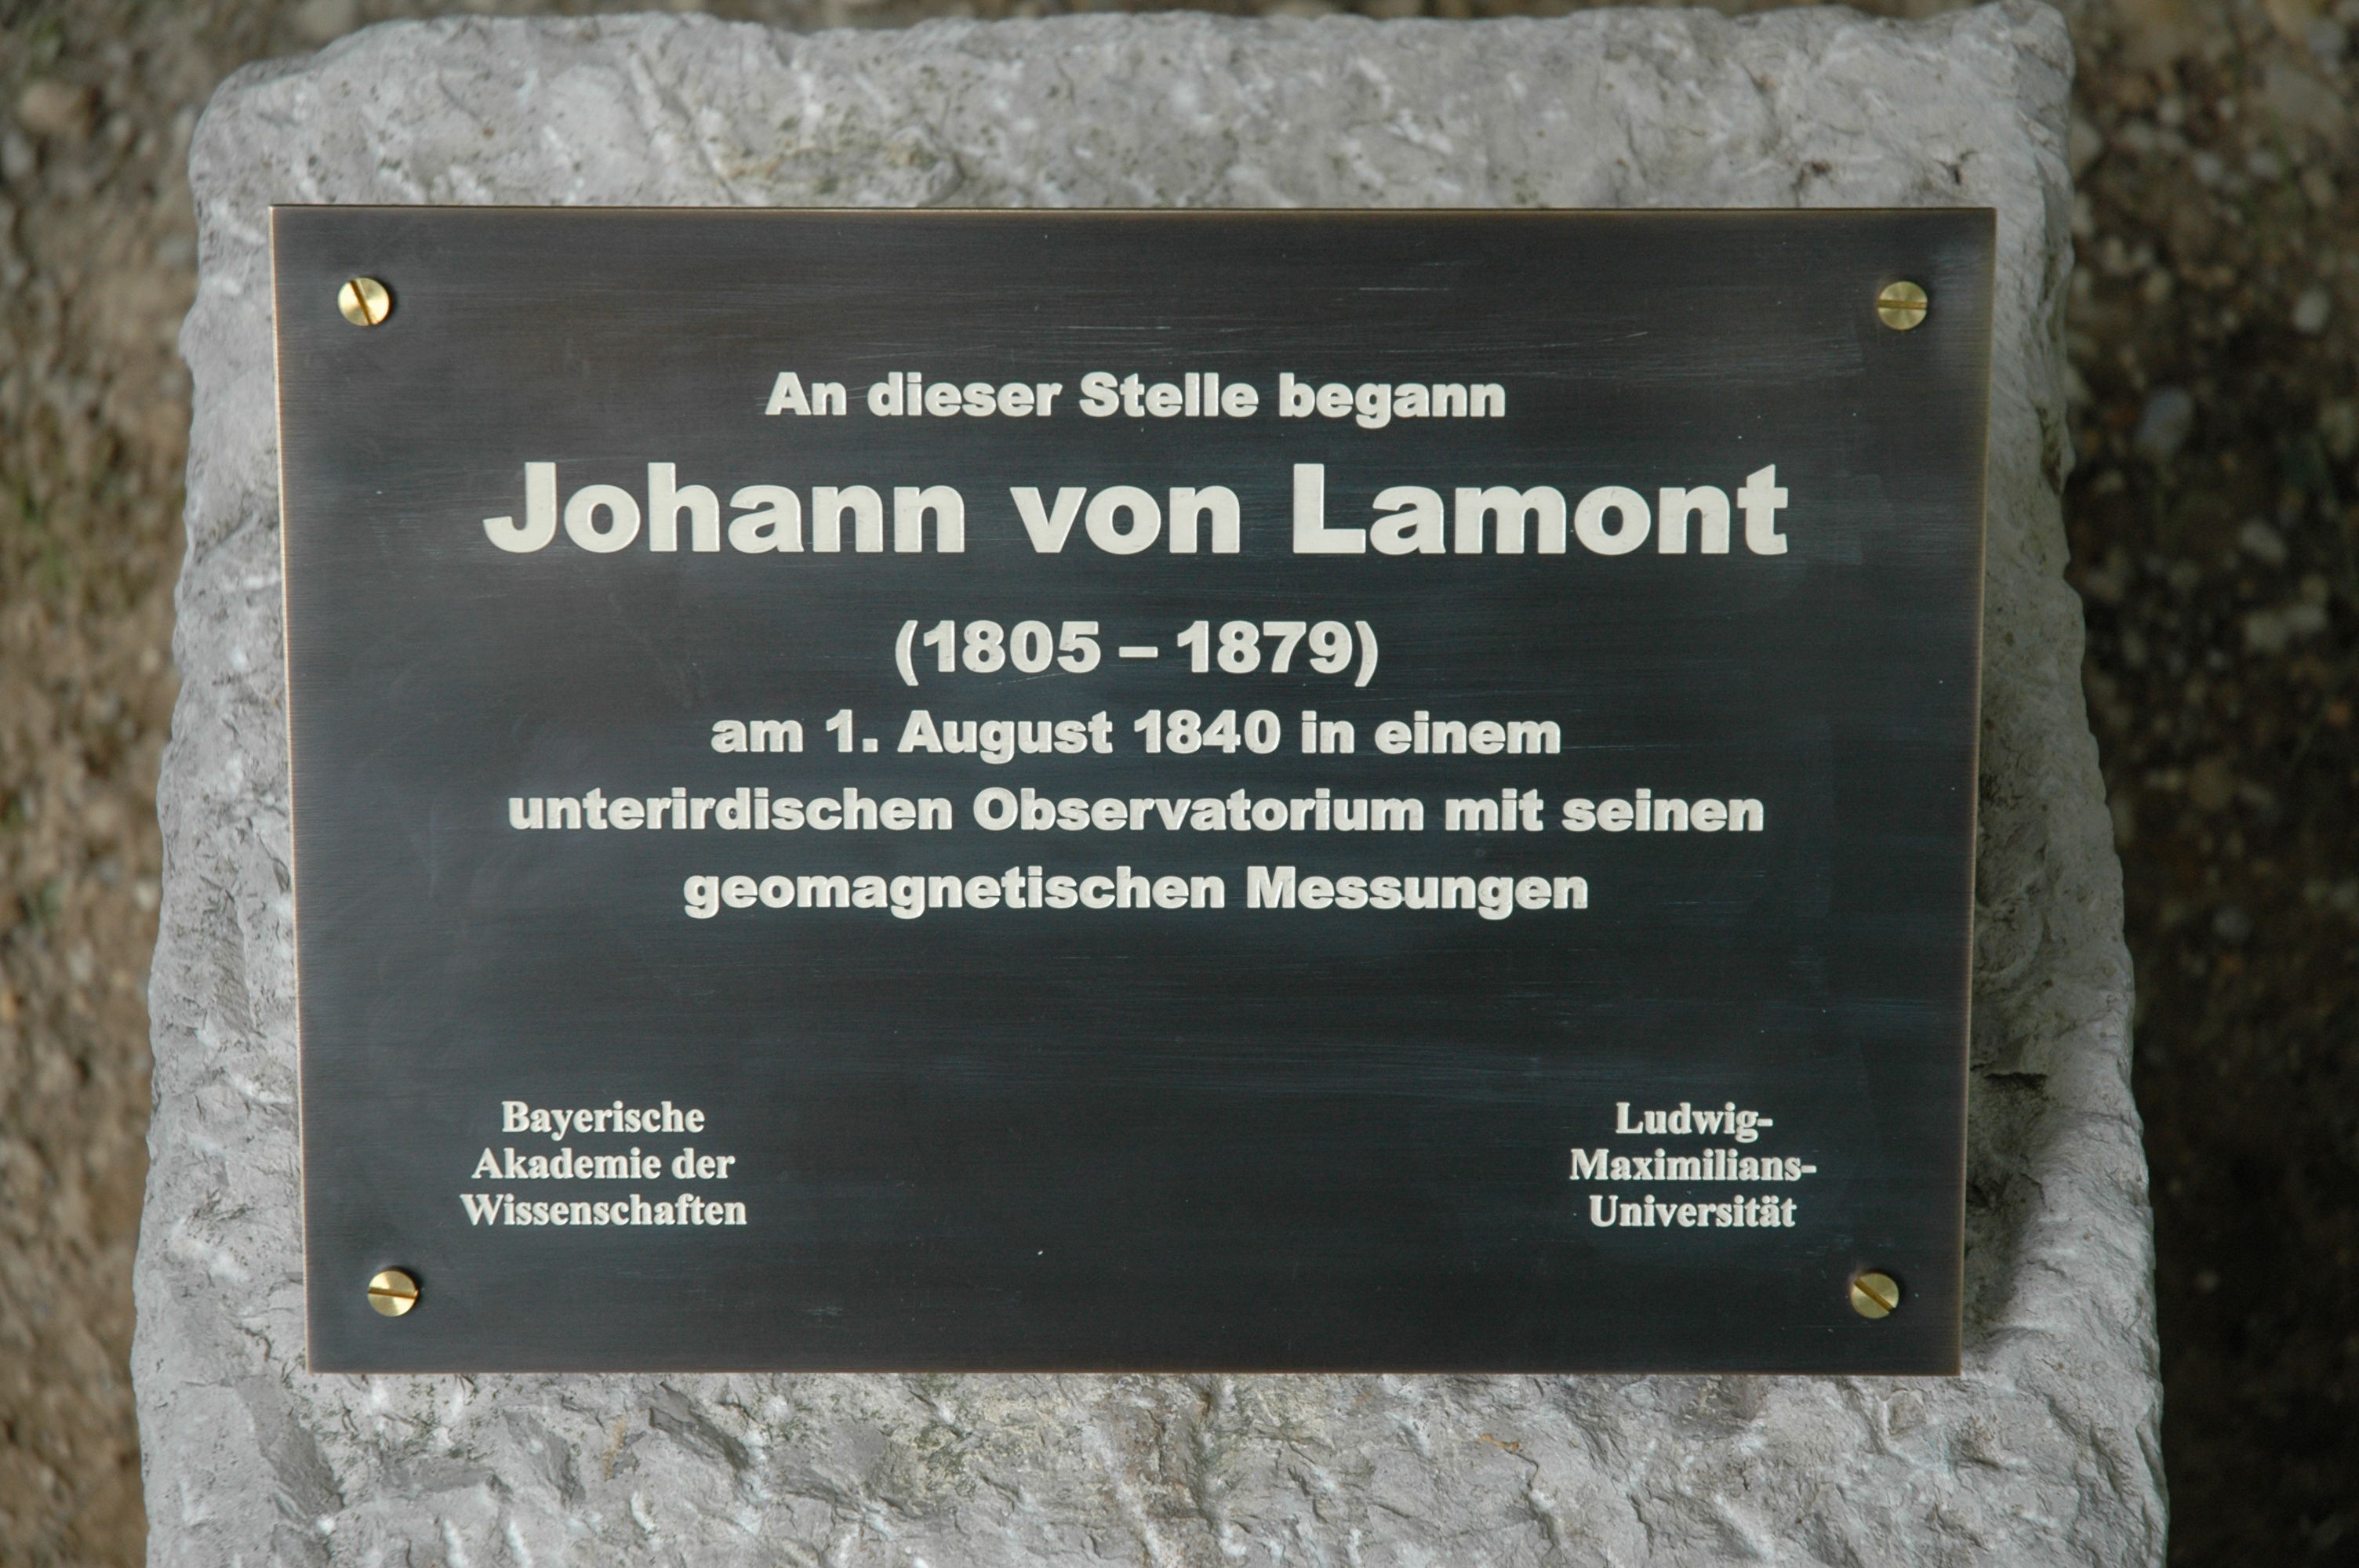 An dieser Stelle begann
Johann von Lamont
(1805 – 1879)
am 1. August 1840 in einem
unterirdischen Observatorium mit seinen
geomagnetischen Messungen
Bayerische
Akademie der
Wissenschaften
Ludwig-
Maximilians-
Universität